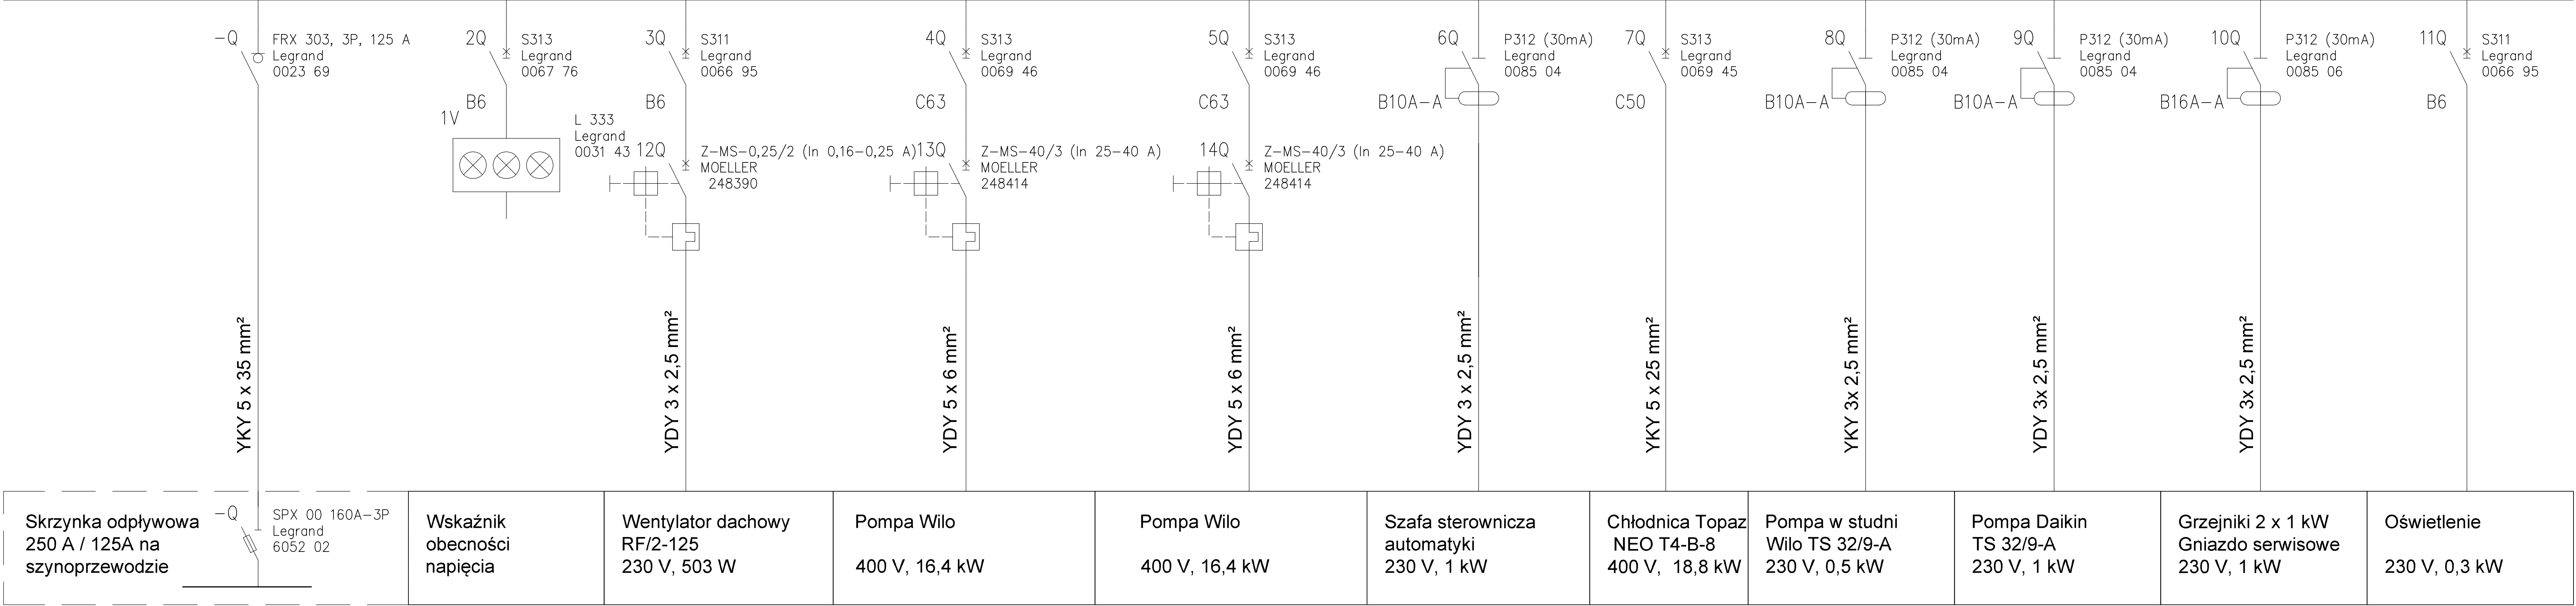 -Q
FRX 303, 3P, 125 A
Legrand
0023 69
YKY 5 x 35 mm²
2Q
S313
Legrand
0067 76
B6
1V
L 333
Legrand
0031 43
3Q
S311
Legrand
0066 95
B6
12Q
Z-MS-0,25/2 (In 0,16-0,25 A)
MOELLER
248390
YDY 3 x 2,5 mm²
4Q
S313
Legrand
0069 46
C63
13Q
Z-MS-40/3 (In 25-40 A)
MOELLER
248414
YDY 5 x 6 mm²
5Q
S313
Legrand
0069 46
C63
14Q
Z-MS-40/3 (In 25-40 A)
MOELLER
248414
YDY 5 x 6 mm²
6Q
P312 (30mA)
Legrand
0085 04
B10A-A
YDY 3 x 2,5 mm²
7Q
S313
Legrand
0069 45
C50
YKY 5 x 25 mm²
8Q
P312 (30mA)
Legrand
0085 04
B10A-A
YKY 3x 2,5 mm²
9Q
P312 (30mA)
Legrand
0085 04
B10A-A
YDY 3x 2,5 mm²
10Q
P312 (30mA)
Legrand
0085 06
B16A-A
YDY 3x 2,5 mm²
11Q
S311
Legrand
0066 95
B6
Skrzynka odpływowa
250 A / 125A na
szynoprzewodzie
-Q
SPX 00 160A-3P
Legrand
6052 02
Wskaźnik
obecności
napięcia
Wentylator dachowy
RF/2-125
230 V, 503 W
Pompa Wilo
400 V, 16,4 kW
Pompa Wilo
400 V, 16,4 kW
Szafa sterownicza
automatyki
230 V, 1 kW
Chłodnica Topaz
NEO T4-B-8
400 V, 18,8 kW
Pompa w studni
Wilo TS 32/9-A
230 V, 0,5 kW
Pompa Daikin
TS 32/9-A
230 V, 1 kW
Grzejniki 2 x 1 kW
Gniazdo serwisowe
230 V, 1 kW
Oświetlenie
230 V, 0,3 kW